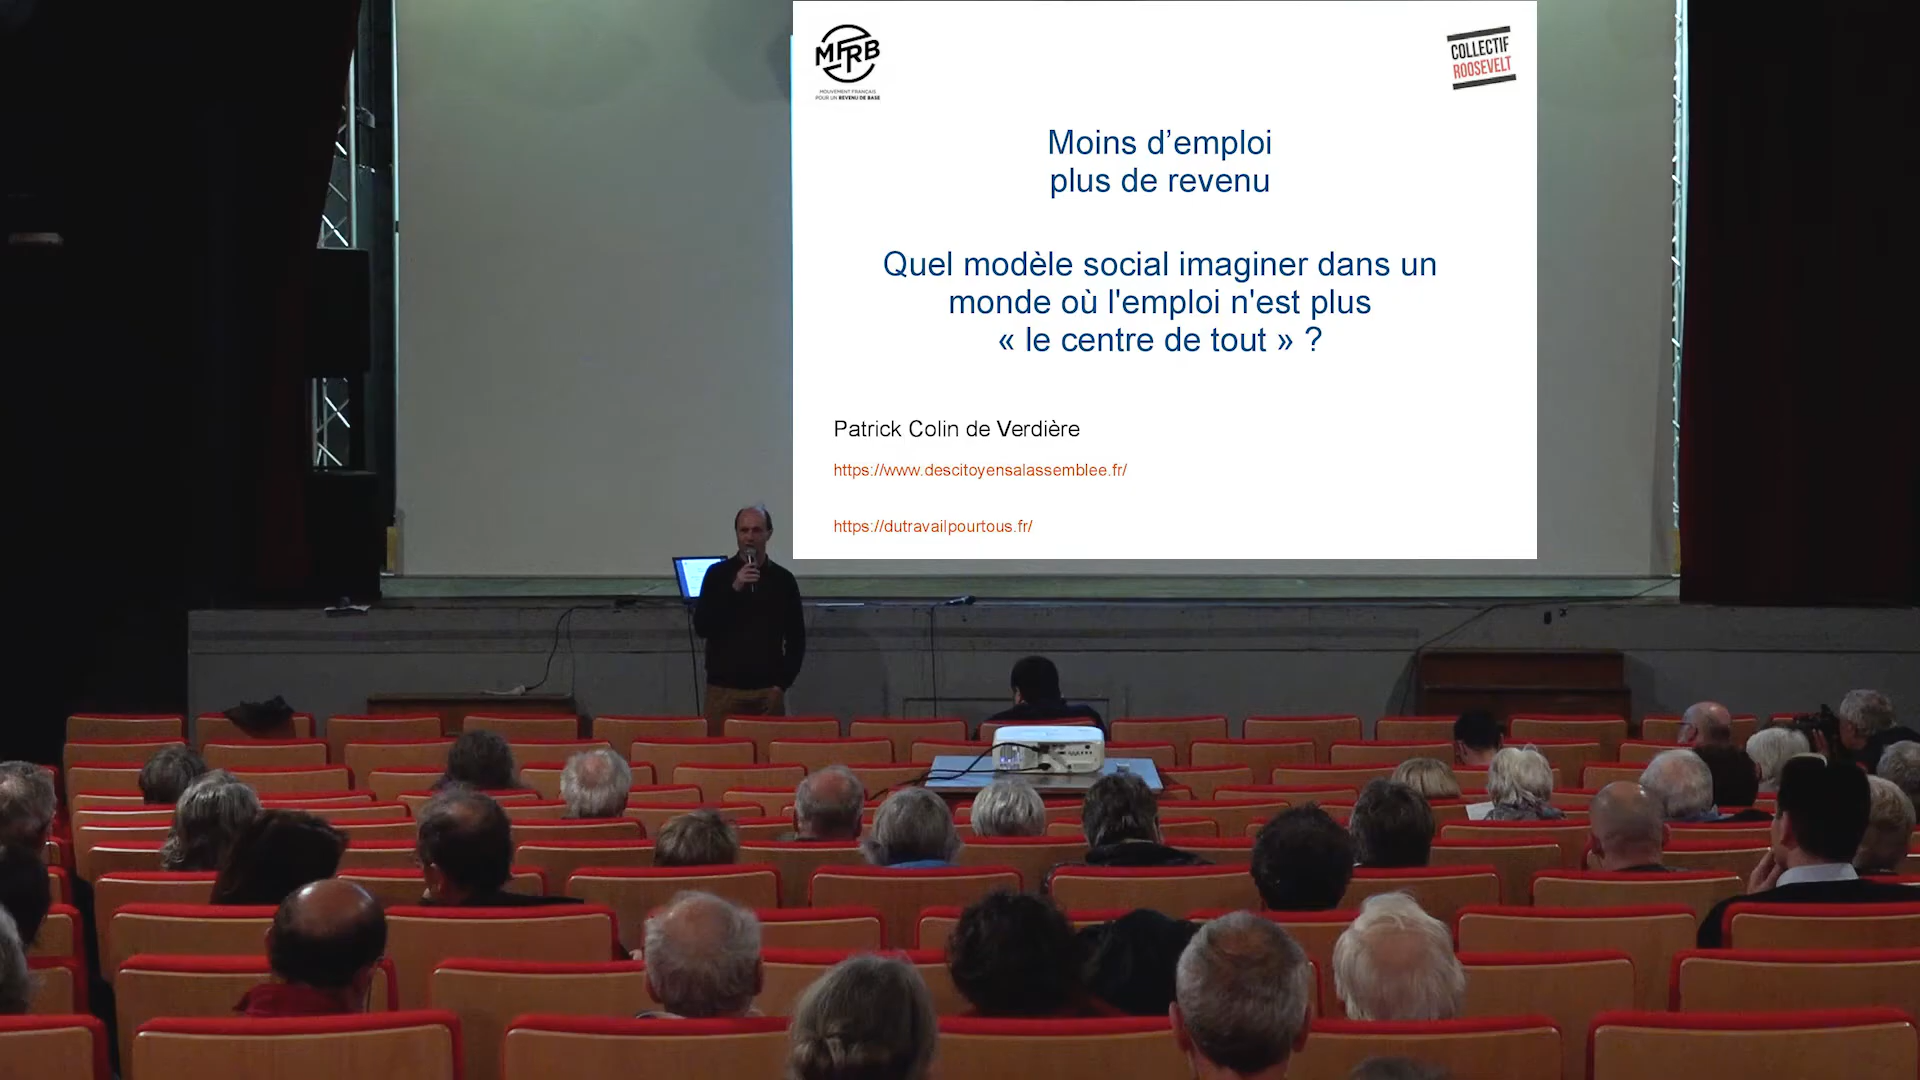 MFRB
MOUVEMENT FRANÇAIS
POUR UN REVENU DE BASE
COLLECTIF
ROOSEVELT
Moins d’emploi
plus de revenu
Quel modèle social imaginer dans un
monde où l'emploi n'est plus
« le centre de tout » ?
Patrick Colin de Verdière
https://www.descitoyensalassemblee.fr/
https://dutravailpourtous.fr/